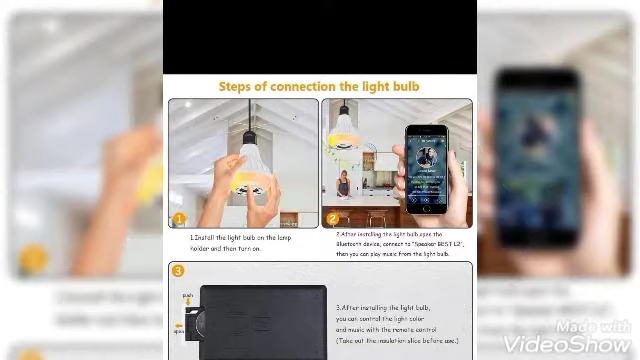 Steps of connection the light bulb
1
1.Install the light bulb on the lamp
holder and then turn on.
2
2.After installing the light bulb open the
Bluetooth device, connect to "Speaker BEST L2",
then you can play music from the light bulb.
3
push
open
3.After installing the light bulb,
you can control the light color
and music with the remote control
(Take out the insulation slice before use.)
Made with
VideoShow